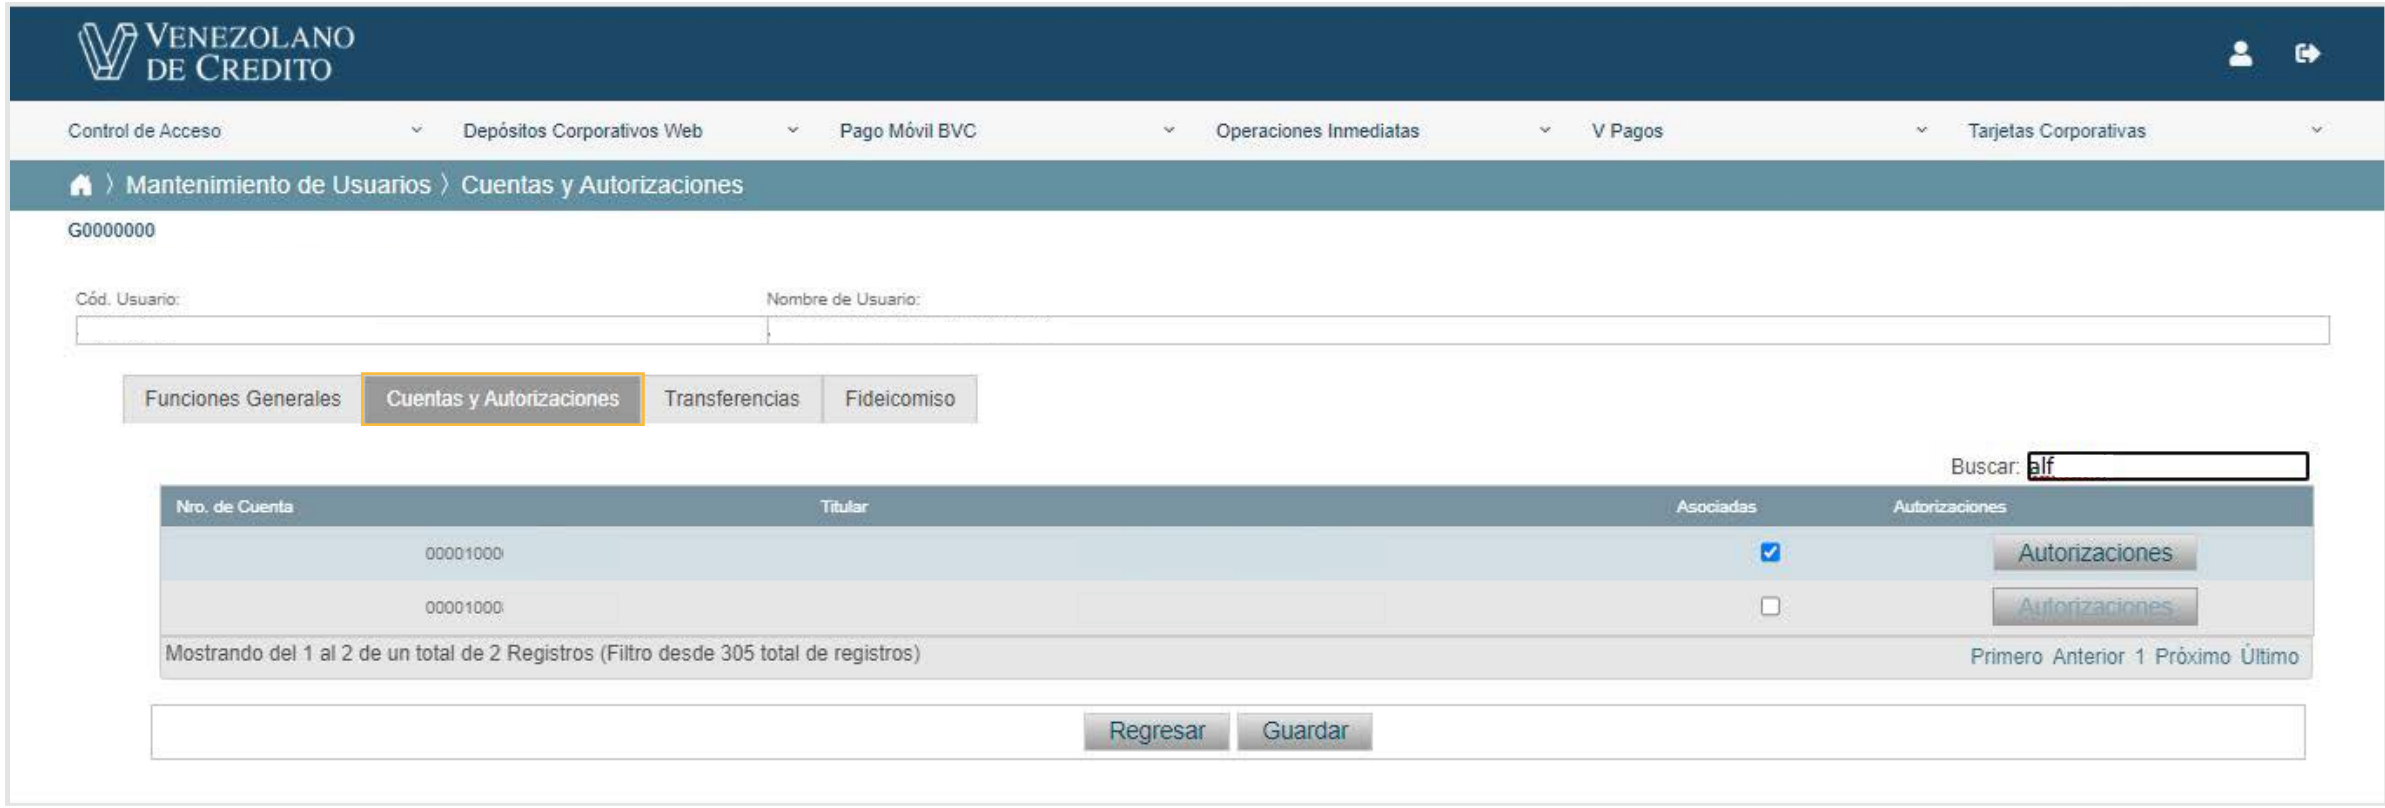 VENEZOLANO
DE CREDITO
Control de Acceso Depósitos Corporativos Web Pago Móvil BVC Operaciones Inmediatas V Pagos Tarjetas Corporativas
Mantenimiento de Usuarios 〉 Cuentas y Autorizaciones
G0000000
Cód. Usuario: Nombre de Usuario:
Funciones Generales Cuentas y Autorizaciones Transferencias Fideicomiso
Buscar: alf
Nro. de Cuenta Titular Asociadas Autorizaciones
00001000 Autorizaciones
00001000 Autorizaciones
Mostrando del 1 al 2 de un total de 2 Registros (Filtro desde 305 total de registros)
Primero Anterior 1 Próximo Último
Regresar Guardar